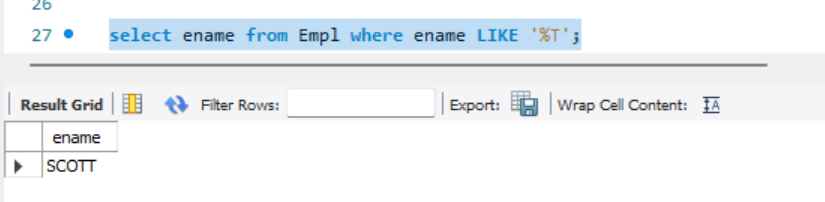 26
27 select ename from Empl where ename LIKE '%T';
Result Grid Filter Rows: Export: Wrap Cell Content: IA
ename
SCOTT